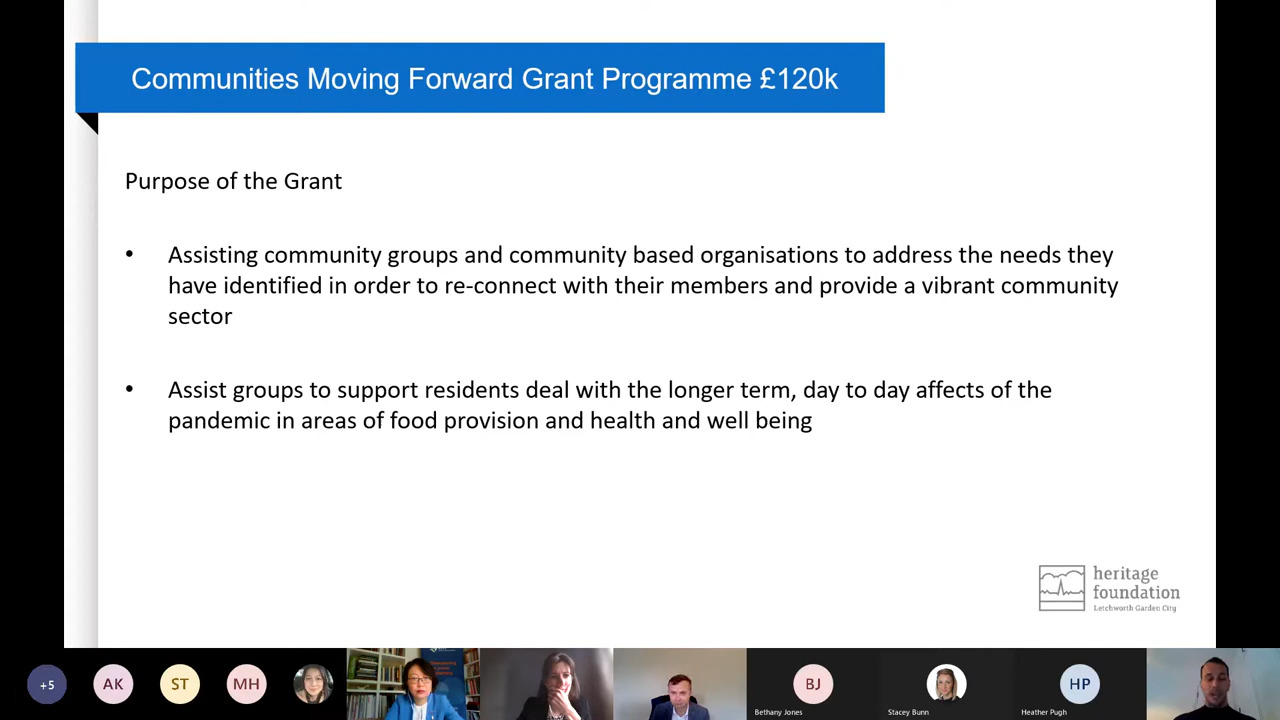 Communities Moving Forward Grant Programme £120k
Purpose of the Grant
• Assisting community groups and community based organisations to address the needs they
have identified in order to re-connect with their members and provide a vibrant community
sector
• Assist groups to support residents deal with the longer term, day to day affects of the
pandemic in areas of food provision and health and well being
heritage
foundation
Letchworth Garden City
+5
AK
ST
MH
BJ
HP
Bethany Jones
Stacey Bunn
Heather Pugh